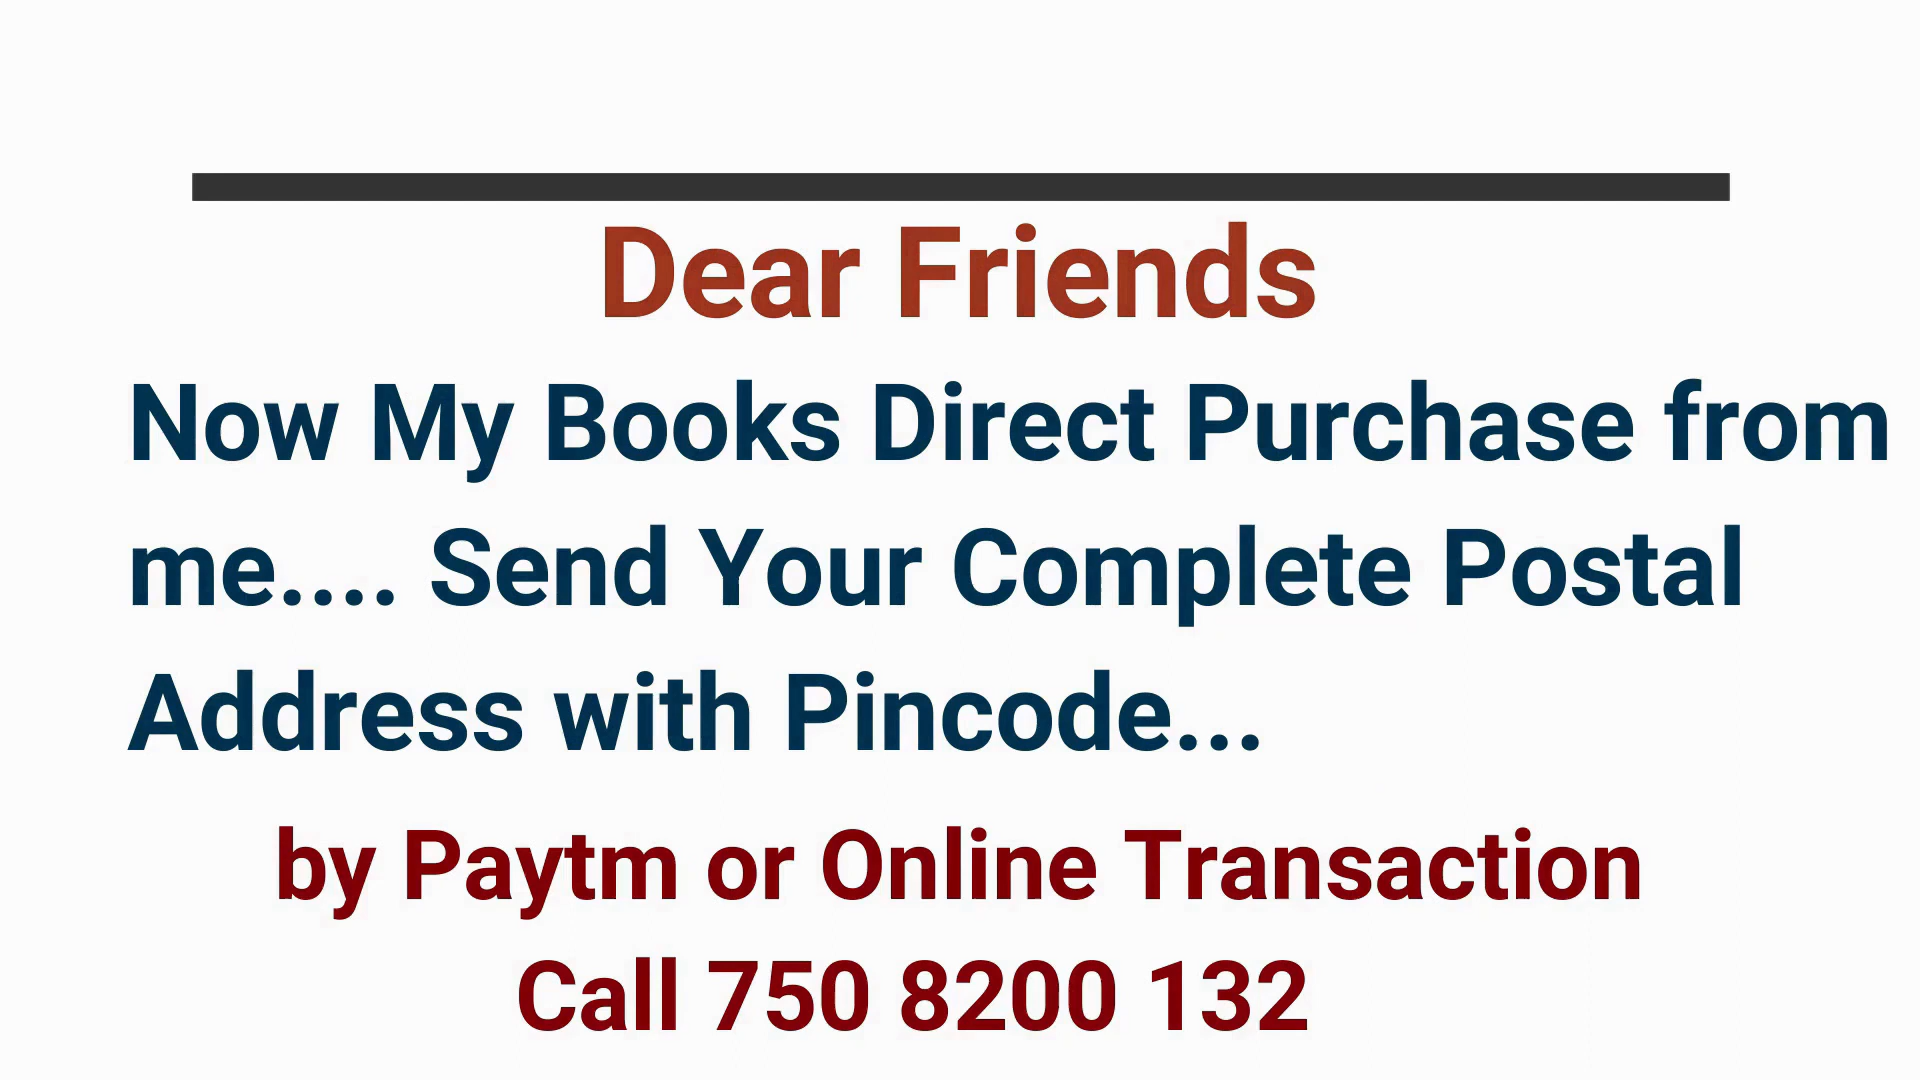 Dear Friends
Now My Books Direct Purchase from
me.... Send Your Complete Postal
Address with Pincode...
by Paytm or Online Transaction
Call 750 8200 132